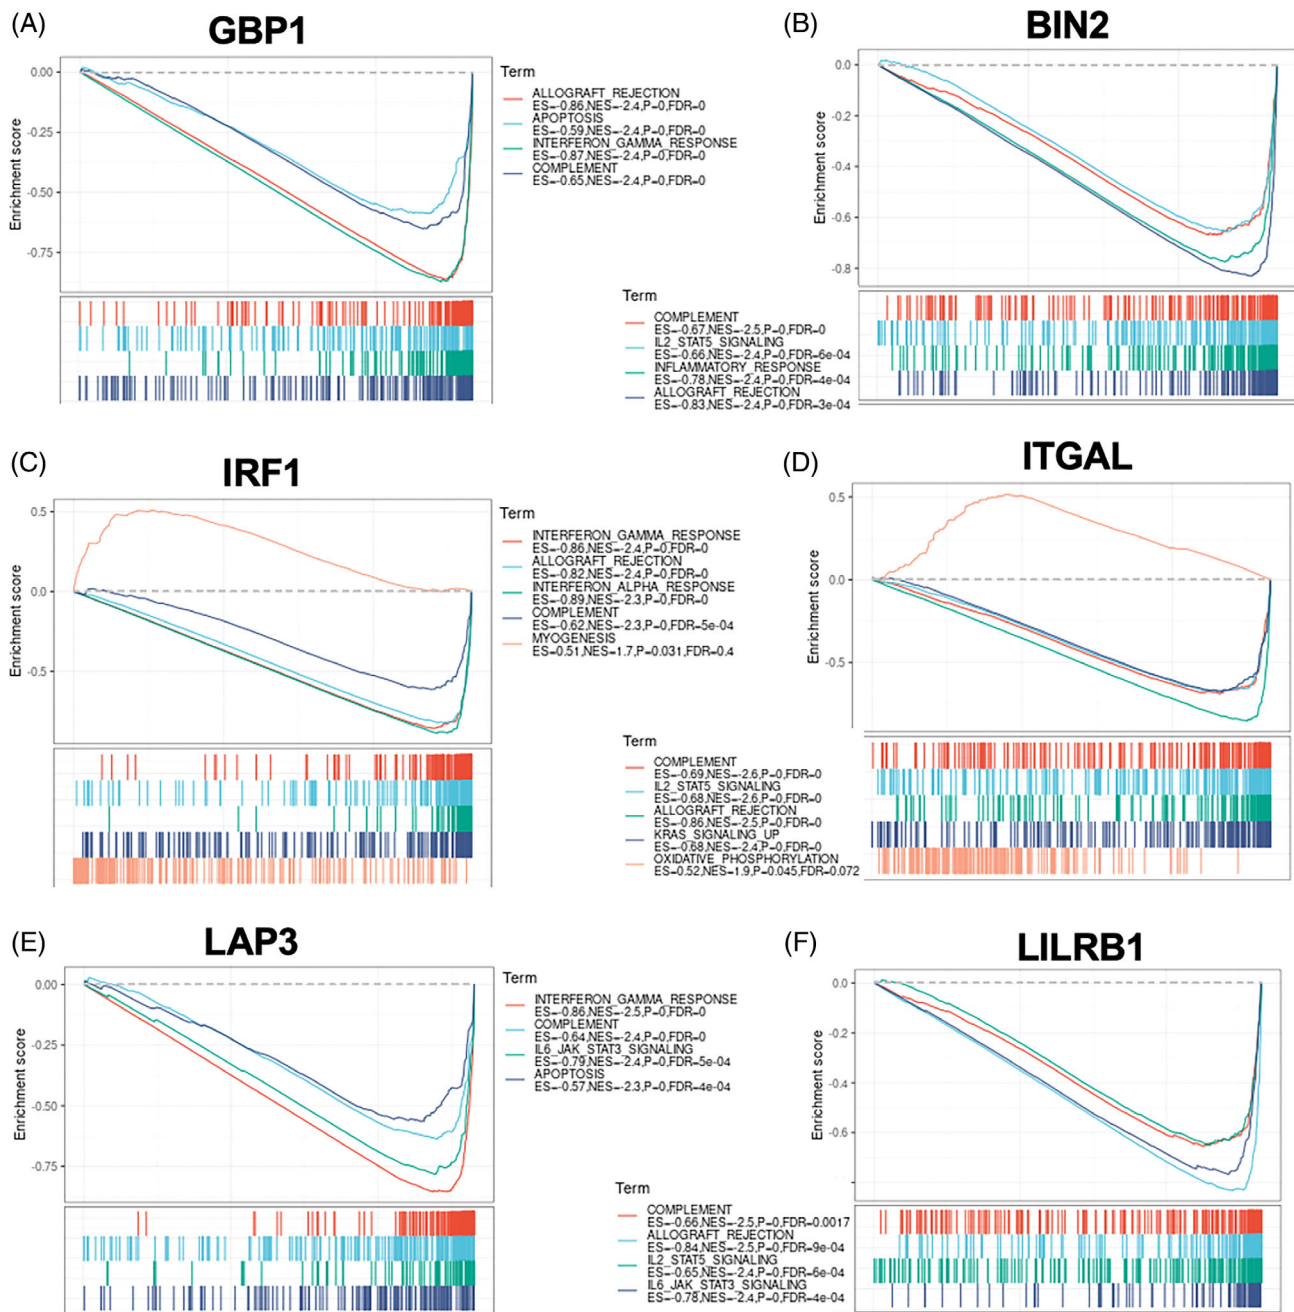 (A)
GBP1
0.00
-0.25
-0.50
-0.75
Enrichment score
Term
ALLOGRAFT_REJECTION
ES=-0.86,NES=-2.4,P=0,FDR=0
APOPTOSIS
ES=-0.59,NES=-2.4,P=0,FDR=0
INTERFERON_GAMMA_RESPONSE
ES=-0.87,NES=-2.4,P=0,FDR=0
COMPLEMENT
ES=-0.65,NES=-2.4,P=0,FDR=0
(B)
BIN2
0.0
-0.2
-0.4
-0.6
-0.8
Enrichment score
Term
COMPLEMENT
ES=-0.67,NES=-2.5,P=0,FDR=0
IL2_STAT5_SIGNALING
ES=-0.66,NES=-2.4,P=0,FDR=6e-04
INFLAMMATORY_RESPONSE
ES=-0.78,NES=-2.4,P=0,FDR=4e-04
ALLOGRAFT_REJECTION
ES=-0.83,NES=-2.4,P=0,FDR=3e-04
(C)
IRF1
0.5
0.0
-0.5
Enrichment score
Term
INTERFERON_GAMMA_RESPONSE
ES=-0.86,NES=-2.4,P=0,FDR=0
ALLOGRAFT_REJECTION
ES=-0.82,NES=-2.4,P=0,FDR=0
INTERFERON_ALPHA_RESPONSE
ES=-0.89,NES=-2.3,P=0,FDR=0
COMPLEMENT
ES=-0.62,NES=-2.3,P=0,FDR=5e-04
MYOGENESIS
ES=0.51,NES=1.7,P=0.031,FDR=0.4
(D)
ITGAL
0.5
0.0
-0.5
Enrichment score
Term
COMPLEMENT
ES=-0.69,NES=-2.6,P=0,FDR=0
IL2_STAT5_SIGNALING
ES=-0.68,NES=-2.6,P=0,FDR=0
ALLOGRAFT_REJECTION
ES=-0.86,NES=-2.5,P=0,FDR=0
KRAS_SIGNALING_UP
ES=-0.68,NES=-2.4,P=0,FDR=0
OXIDATIVE_PHOSPHORYLATION
ES=0.52,NES=1.9,P=0.045,FDR=0.072
(E)
LAP3
0.00
-0.25
-0.50
-0.75
Enrichment score
Term
INTERFERON_GAMMA_RESPONSE
ES=-0.86,NES=-2.5,P=0,FDR=0
COMPLEMENT
ES=-0.64,NES=-2.4,P=0,FDR=0
IL6_JAK_STAT3_SIGNALING
ES=-0.79,NES=-2.4,P=0,FDR=5e-04
APOPTOSIS
ES=-0.57,NES=-2.3,P=0,FDR=4e-04
(F)
LILRB1
0.0
-0.2
-0.4
-0.6
Enrichment score
Term
COMPLEMENT
ES=-0.66,NES=-2.5,P=0,FDR=0.0017
ALLOGRAFT_REJECTION
ES=-0.84,NES=-2.5,P=0,FDR=9e-04
IL2_STAT5_SIGNALING
ES=-0.65,NES=-2.4,P=0,FDR=6e-04
IL6_JAK_STAT3_SIGNALING
ES=-0.78,NES=-2.4,P=0,FDR=4e-04